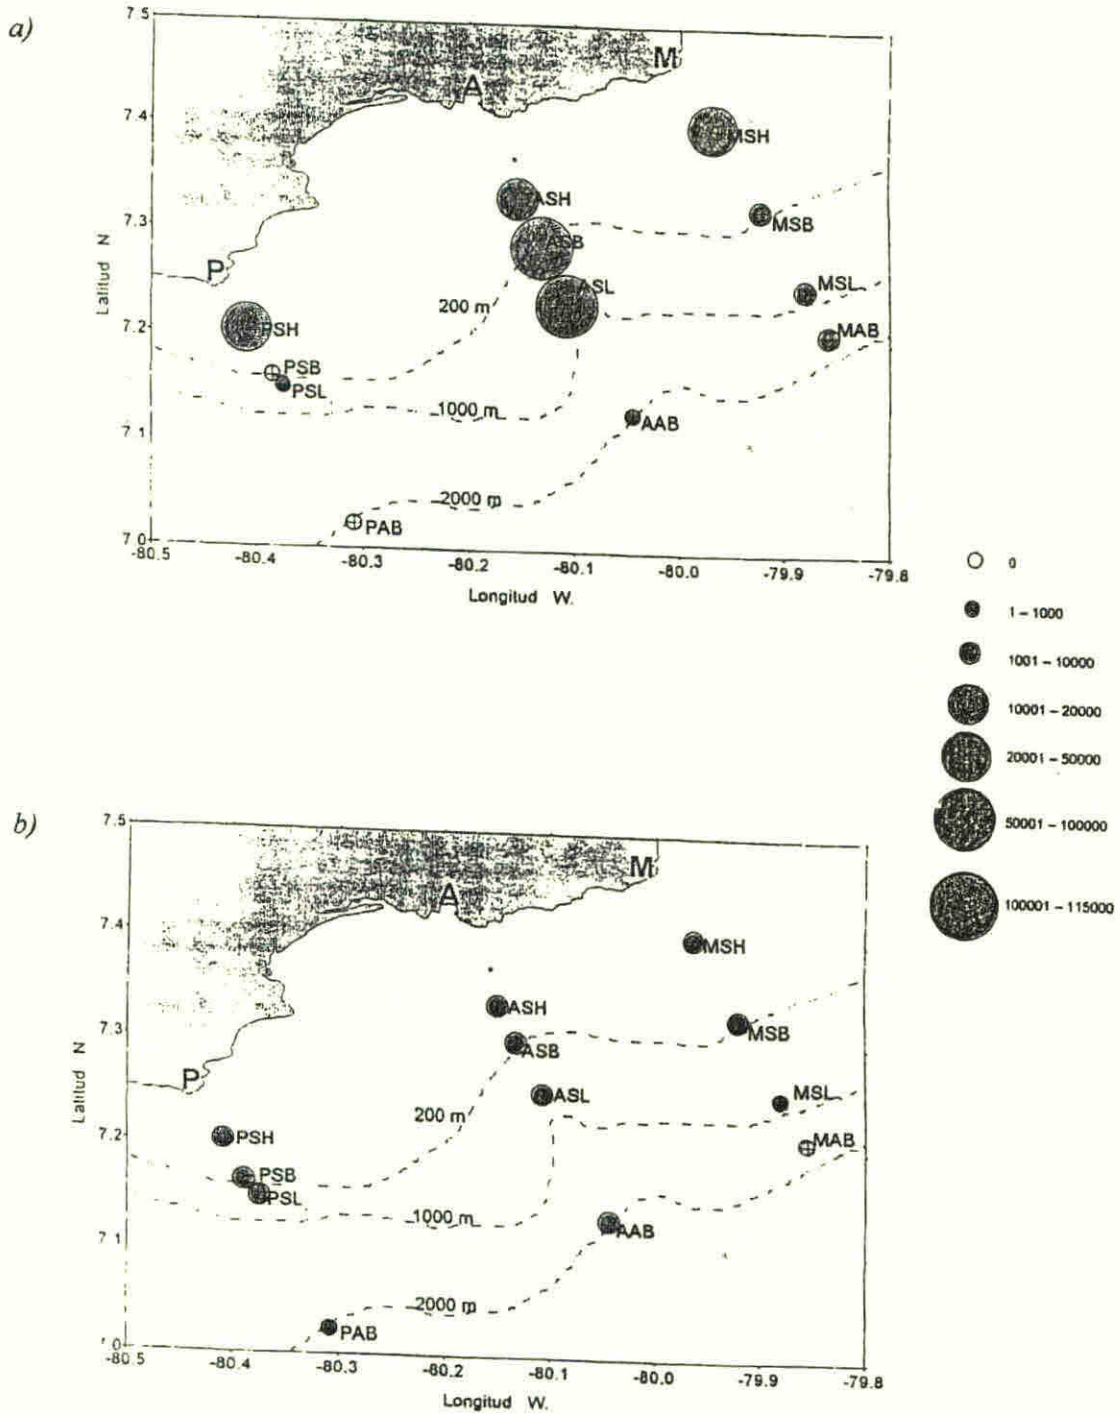 a)
7.5
7.4
7.3
7.2
7.1
7.0
Latitud N
M
A
P
MSH
ASH
ASB
MSB
ASL
MSL
200 m
MAB
PSH
PSB
PSL
1000 m
AAB
2000 m
PAB
-80.5
-80.4
-80.3
-80.2
-80.1
-80.0
-79.9
-79.8
Longitud W.
0
1 – 1000
1001 – 10000
10001 – 20000
20001 – 50000
50001 – 100000
100001 – 115000
b)
7.5
7.4
7.3
7.2
7.1
7.0
Latitud N
M
A
P
MSH
ASH
MSB
ASB
ASL
MSL
200 m
PSH
MAB
PSB
PSL
1000 m
AAB
2000 m
PAB
-80.5
-80.4
-80.3
-80.2
-80.1
-80.0
-79.9
-79.8
Longitud W.